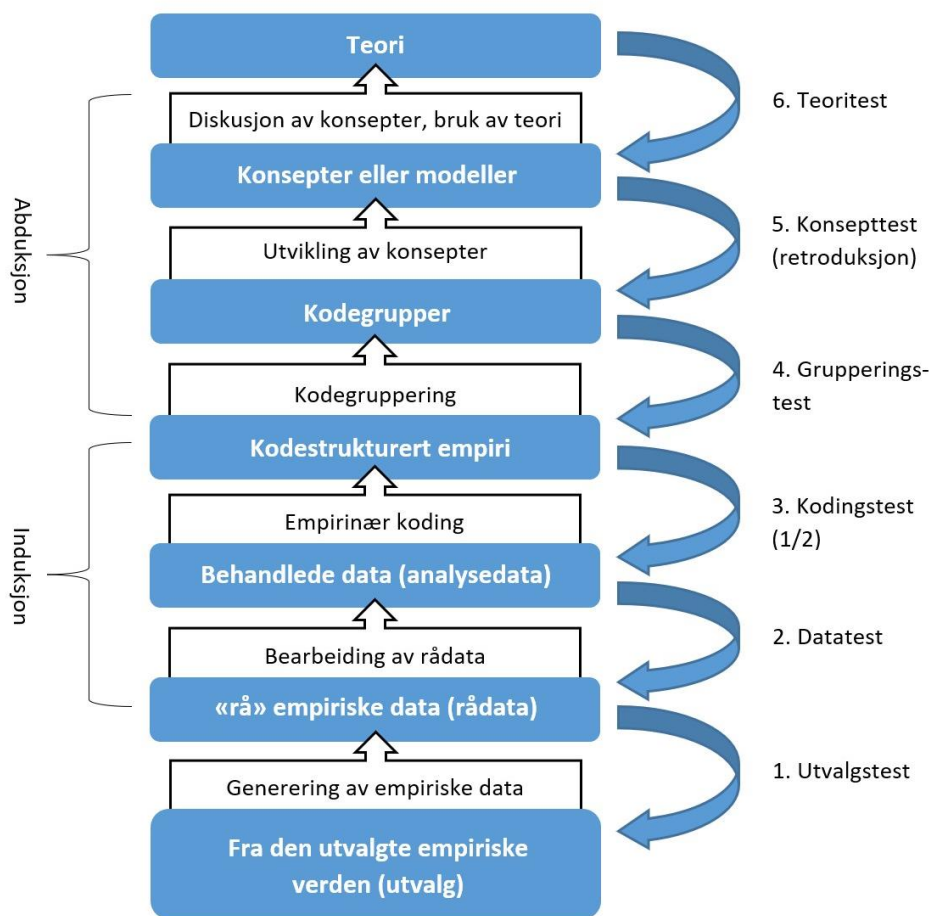 Teori
6. Teoritest
Diskusjon av konsepter, bruk av teori
Konsepter eller modeller
Abduksjon
5. Konsepttest
(retroduksjon)
Utvikling av konsepter
Kodegrupper
4. Grupperings-
test
Kodegruppering
Kodestrukturert empiri
3. Kodingstest
(1/2)
Empirinær koding
Induksjon
Behandlede data (analysedata)
2. Datatest
Bearbeiding av rådata
«rå» empiriske data (rådata)
1. Utvalgstest
Generering av empiriske data
Fra den utvalgte empiriske
verden (utvalg)